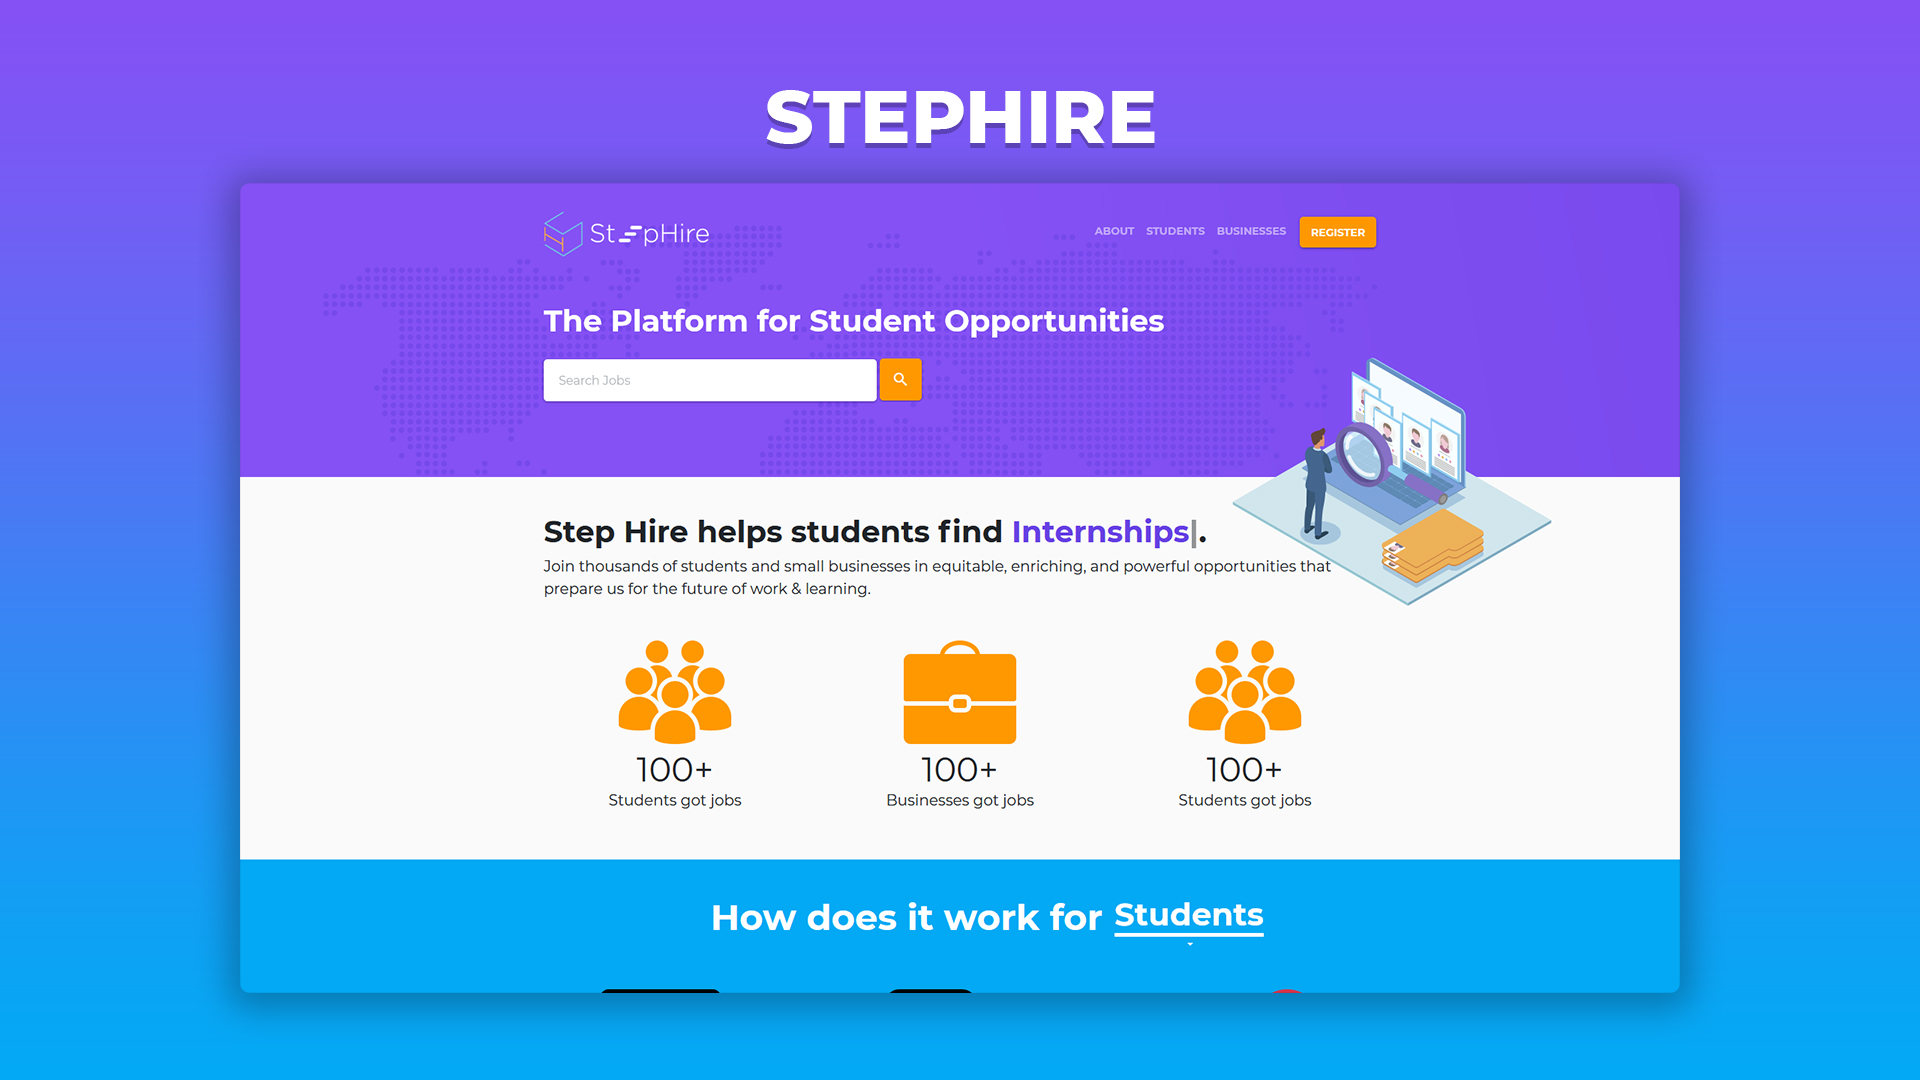 STEPHIRE
StepHire
ABOUT STUDENTS BUSINESSES REGISTER
The Platform for Student Opportunities
Search Jobs
Step Hire helps students find Internships|.
Join thousands of students and small businesses in equitable, enriching, and powerful opportunities that
prepare us for the future of work & learning.
100+ 100+ 100+
Students got jobs Businesses got jobs Students got jobs
How does it work for Students